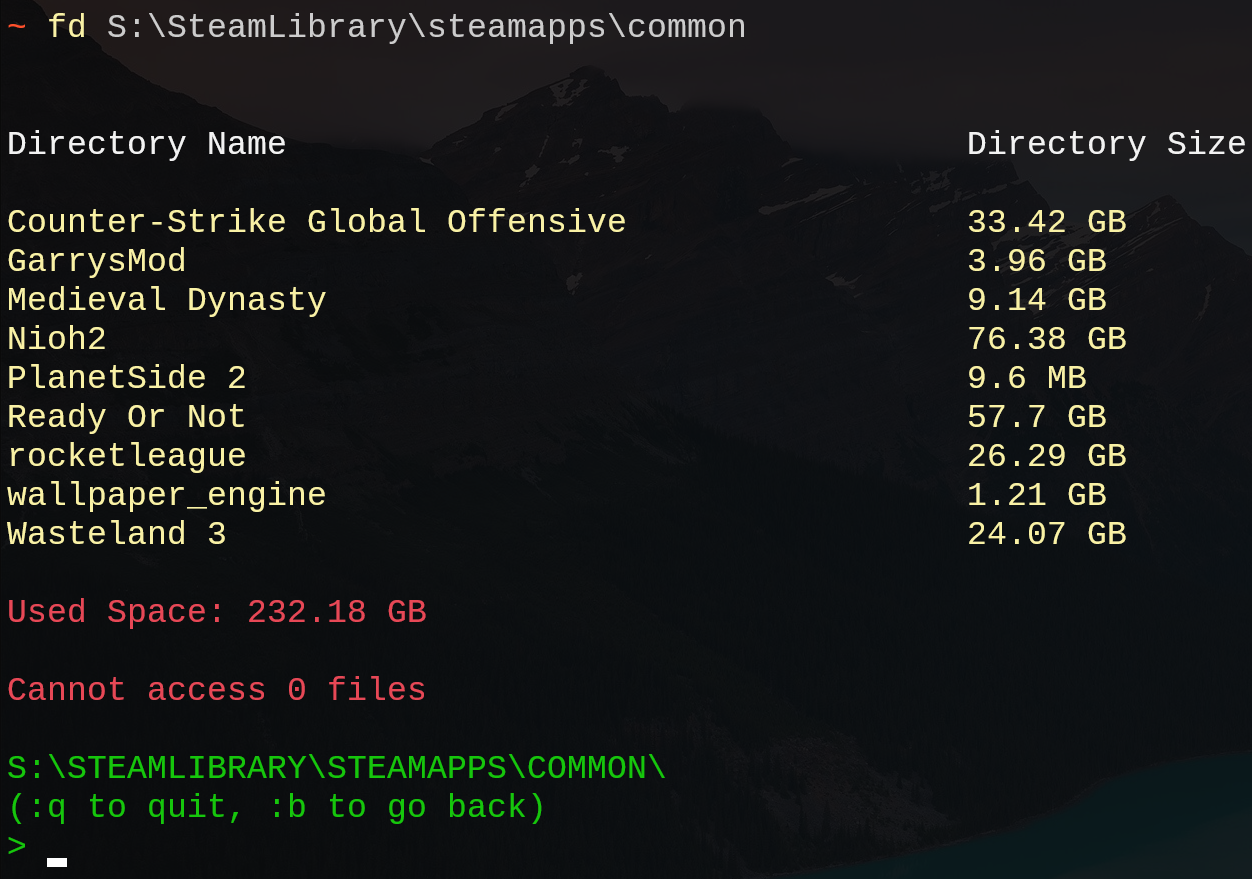 ~ fd S:\SteamLibrary\steamapps\common
Directory Name Directory Size
Counter-Strike Global Offensive 33.42 GB
GarrysMod 3.96 GB
Medieval Dynasty 9.14 GB
Nioh2 76.38 GB
PlanetSide 2 9.6 MB
Ready Or Not 57.7 GB
rocketleague 26.29 GB
wallpaper_engine 1.21 GB
Wasteland 3 24.07 GB
Used Space: 232.18 GB
Cannot access 0 files
S:\STEAMLIBRARY\STEAMAPPS\COMMON\
(:q to quit, :b to go back)
>